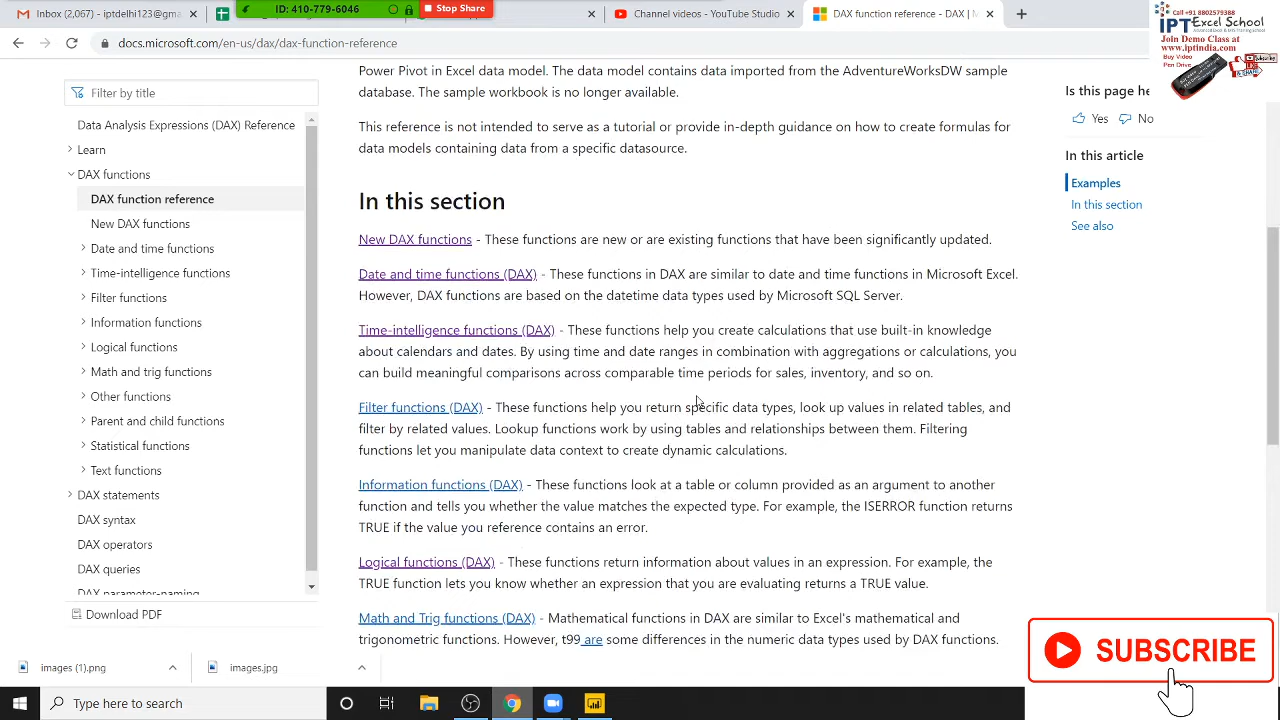 Inbox (1) - iptindia.com@gmail
ID: 410-779-6046
Stop Share
Channel videos - YouTube Studio
DAX function reference - DAX | M
docs.microsoft.com/en-us/dax/dax-function-reference
Call +91 8802579388
IPT Excel School
Join Demo Class at
www.iptindia.com
Buy Video
Pen Drive
Filter by title
Data Analysis Expressions (DAX) Reference
Learn
DAX functions
DAX function reference
New DAX functions
Date and time functions
Time-intelligence functions
Filter functions
Information functions
Logical functions
Math and trig functions
Other functions
Parent and child functions
Statistical functions
Text functions
DAX statements
DAX syntax
DAX operators
DAX queries
DAX parameter-naming
Download PDF
Power Pivot in Excel data model. The data model contains data imported from the AdventureWorksDW sample
database. The sample workbook is no longer available.
This reference is not intended to serve as a tutorial or provide in-depth guidance on how to create formulas for
data models containing data from a specific datasource.
In this section
New DAX functions - These functions are new or are existing functions that have been significantly updated.
Date and time functions (DAX) - These functions in DAX are similar to date and time functions in Microsoft Excel.
However, DAX functions are based on the datetime data types used by Microsoft SQL Server.
Time-intelligence functions (DAX) - These functions help you create calculations that use built-in knowledge
about calendars and dates. By using time and date ranges in combination with aggregations or calculations, you
can build meaningful comparisons across comparable time periods for sales, inventory, and so on.
Filter functions (DAX) - These functions help you return specific data types, look up values in related tables, and
filter by related values. Lookup functions work by using tables and relationships between them. Filtering
functions let you manipulate data context to create dynamic calculations.
Information functions (DAX) - These functions look at a table or column provided as an argument to another
function and tells you whether the value matches the expected type. For example, the ISERROR function returns
TRUE if the value you reference contains an error.
Logical functions (DAX) - These functions return information about values in an expression. For example, the
TRUE function lets you know whether an expression that you are evaluating returns a TRUE value.
Math and Trig functions (DAX) - Mathematical functions in DAX are similar to Excel's mathematical and
trigonometric functions. However, t99 are some differences in the numeric data types used by DAX functions.
Is this page he
Yes No
In this article
Examples
In this section
See also
SUBSCRIBE
images (1).png
images.jpg
Type here to search